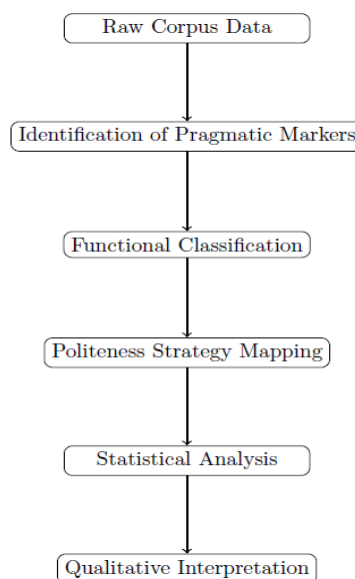 Raw Corpus Data
Identification of Pragmatic Markers
Functional Classification
Politeness Strategy Mapping
Statistical Analysis
Qualitative Interpretation